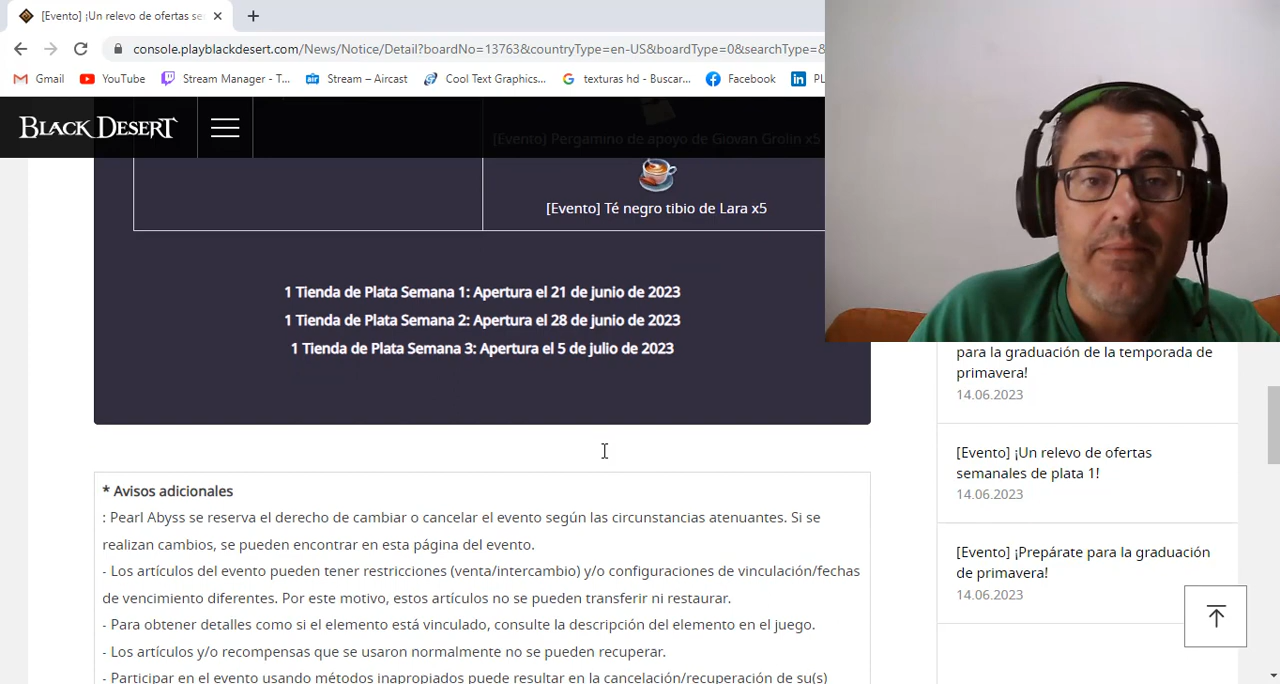 [Evento] ¡Un relevo de ofertas se
console.playblackdesert.com/News/Notice/Detail?boardNo=13763&countryType=en-US&boardType=0&searchType=&
Gmail YouTube Stream Manager - T... Stream – Aircast Cool Text Graphics... texturas hd - Buscar... Facebook PL
BLACK DESERT
[Evento] Pergamino de apoyo de Giovan Grolin x5
[Evento] Té negro tibio de Lara x5
1 Tienda de Plata Semana 1: Apertura el 21 de junio de 2023
1 Tienda de Plata Semana 2: Apertura el 28 de junio de 2023
1 Tienda de Plata Semana 3: Apertura el 5 de julio de 2023
* Avisos adicionales
: Pearl Abyss se reserva el derecho de cambiar o cancelar el evento según las circunstancias atenuantes. Si se
realizan cambios, se pueden encontrar en esta página del evento.
- Los artículos del evento pueden tener restricciones (venta/intercambio) y/o configuraciones de vinculación/fechas
de vencimiento diferentes. Por este motivo, estos artículos no se pueden transferir ni restaurar.
- Para obtener detalles como si el elemento está vinculado, consulte la descripción del elemento en el juego.
- Los artículos y/o recompensas que se usaron normalmente no se pueden recuperar.
- Participar en el evento usando métodos inapropiados puede resultar en la cancelación/recuperación de su(s)
para la graduación de la temporada de
primavera!
14.06.2023
[Evento] ¡Un relevo de ofertas
semanales de plata 1!
14.06.2023
[Evento] ¡Prepárate para la graduación
de primavera!
14.06.2023